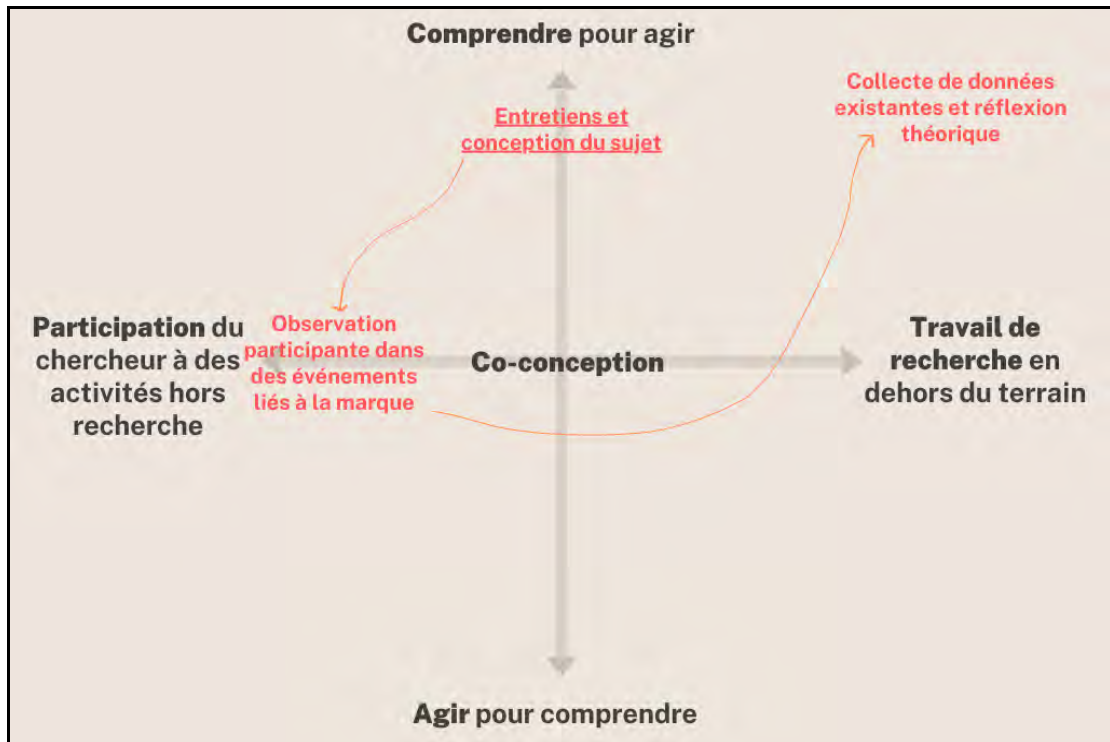 Comprendre pour agir
Collecte de données
existantes et réflexion
théorique
Entretiens et
conception du sujet
Participation du
chercheur à des
activités hors
recherche
Observation
participante dans
des événements
liés à la marque
Co-conception
Travail de
recherche en
dehors du terrain
Agir pour comprendre